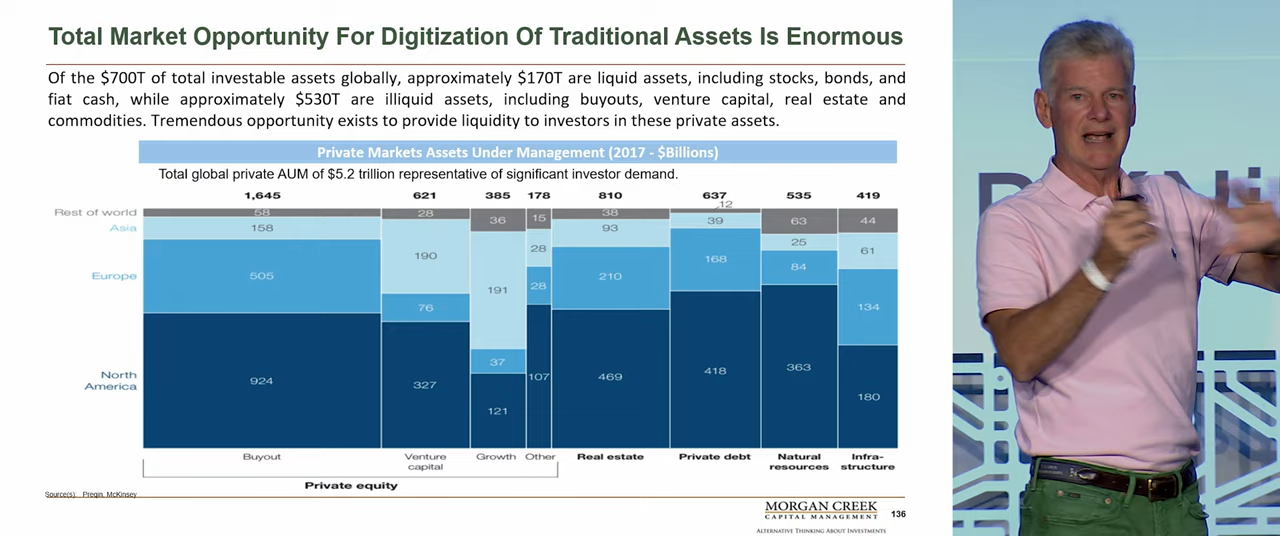 Total Market Opportunity For Digitization Of Traditional Assets Is Enormous
Of the $700T of total investable assets globally, approximately $170T are liquid assets, including stocks, bonds, and
fiat cash, while approximately $530T are illiquid assets, including buyouts, venture capital, real estate and
commodities. Tremendous opportunity exists to provide liquidity to investors in these private assets.
Private Markets Assets Under Management (2017 - $Billions)
Total global private AUM of $5.2 trillion representative of significant investor demand.
1,645 621 385 178 810 637 535 419
Rest of world 58 28 36 15 38 12 63 44
Asia 158 190 191 28 93 39 25 61
Europe 505 76 37 28 210 168 84 134
North
America 924 327 121 107 469 418 363 180
Buyout Venture
capital Growth Other Real estate Private debt Natural
resources Infra-
structure
Private equity
Source(s): Preqin, McKinsey
MORGAN CREEK
CAPITAL MANAGEMENT
ALTERNATIVE THINKING ABOUT INVESTMENTS
136